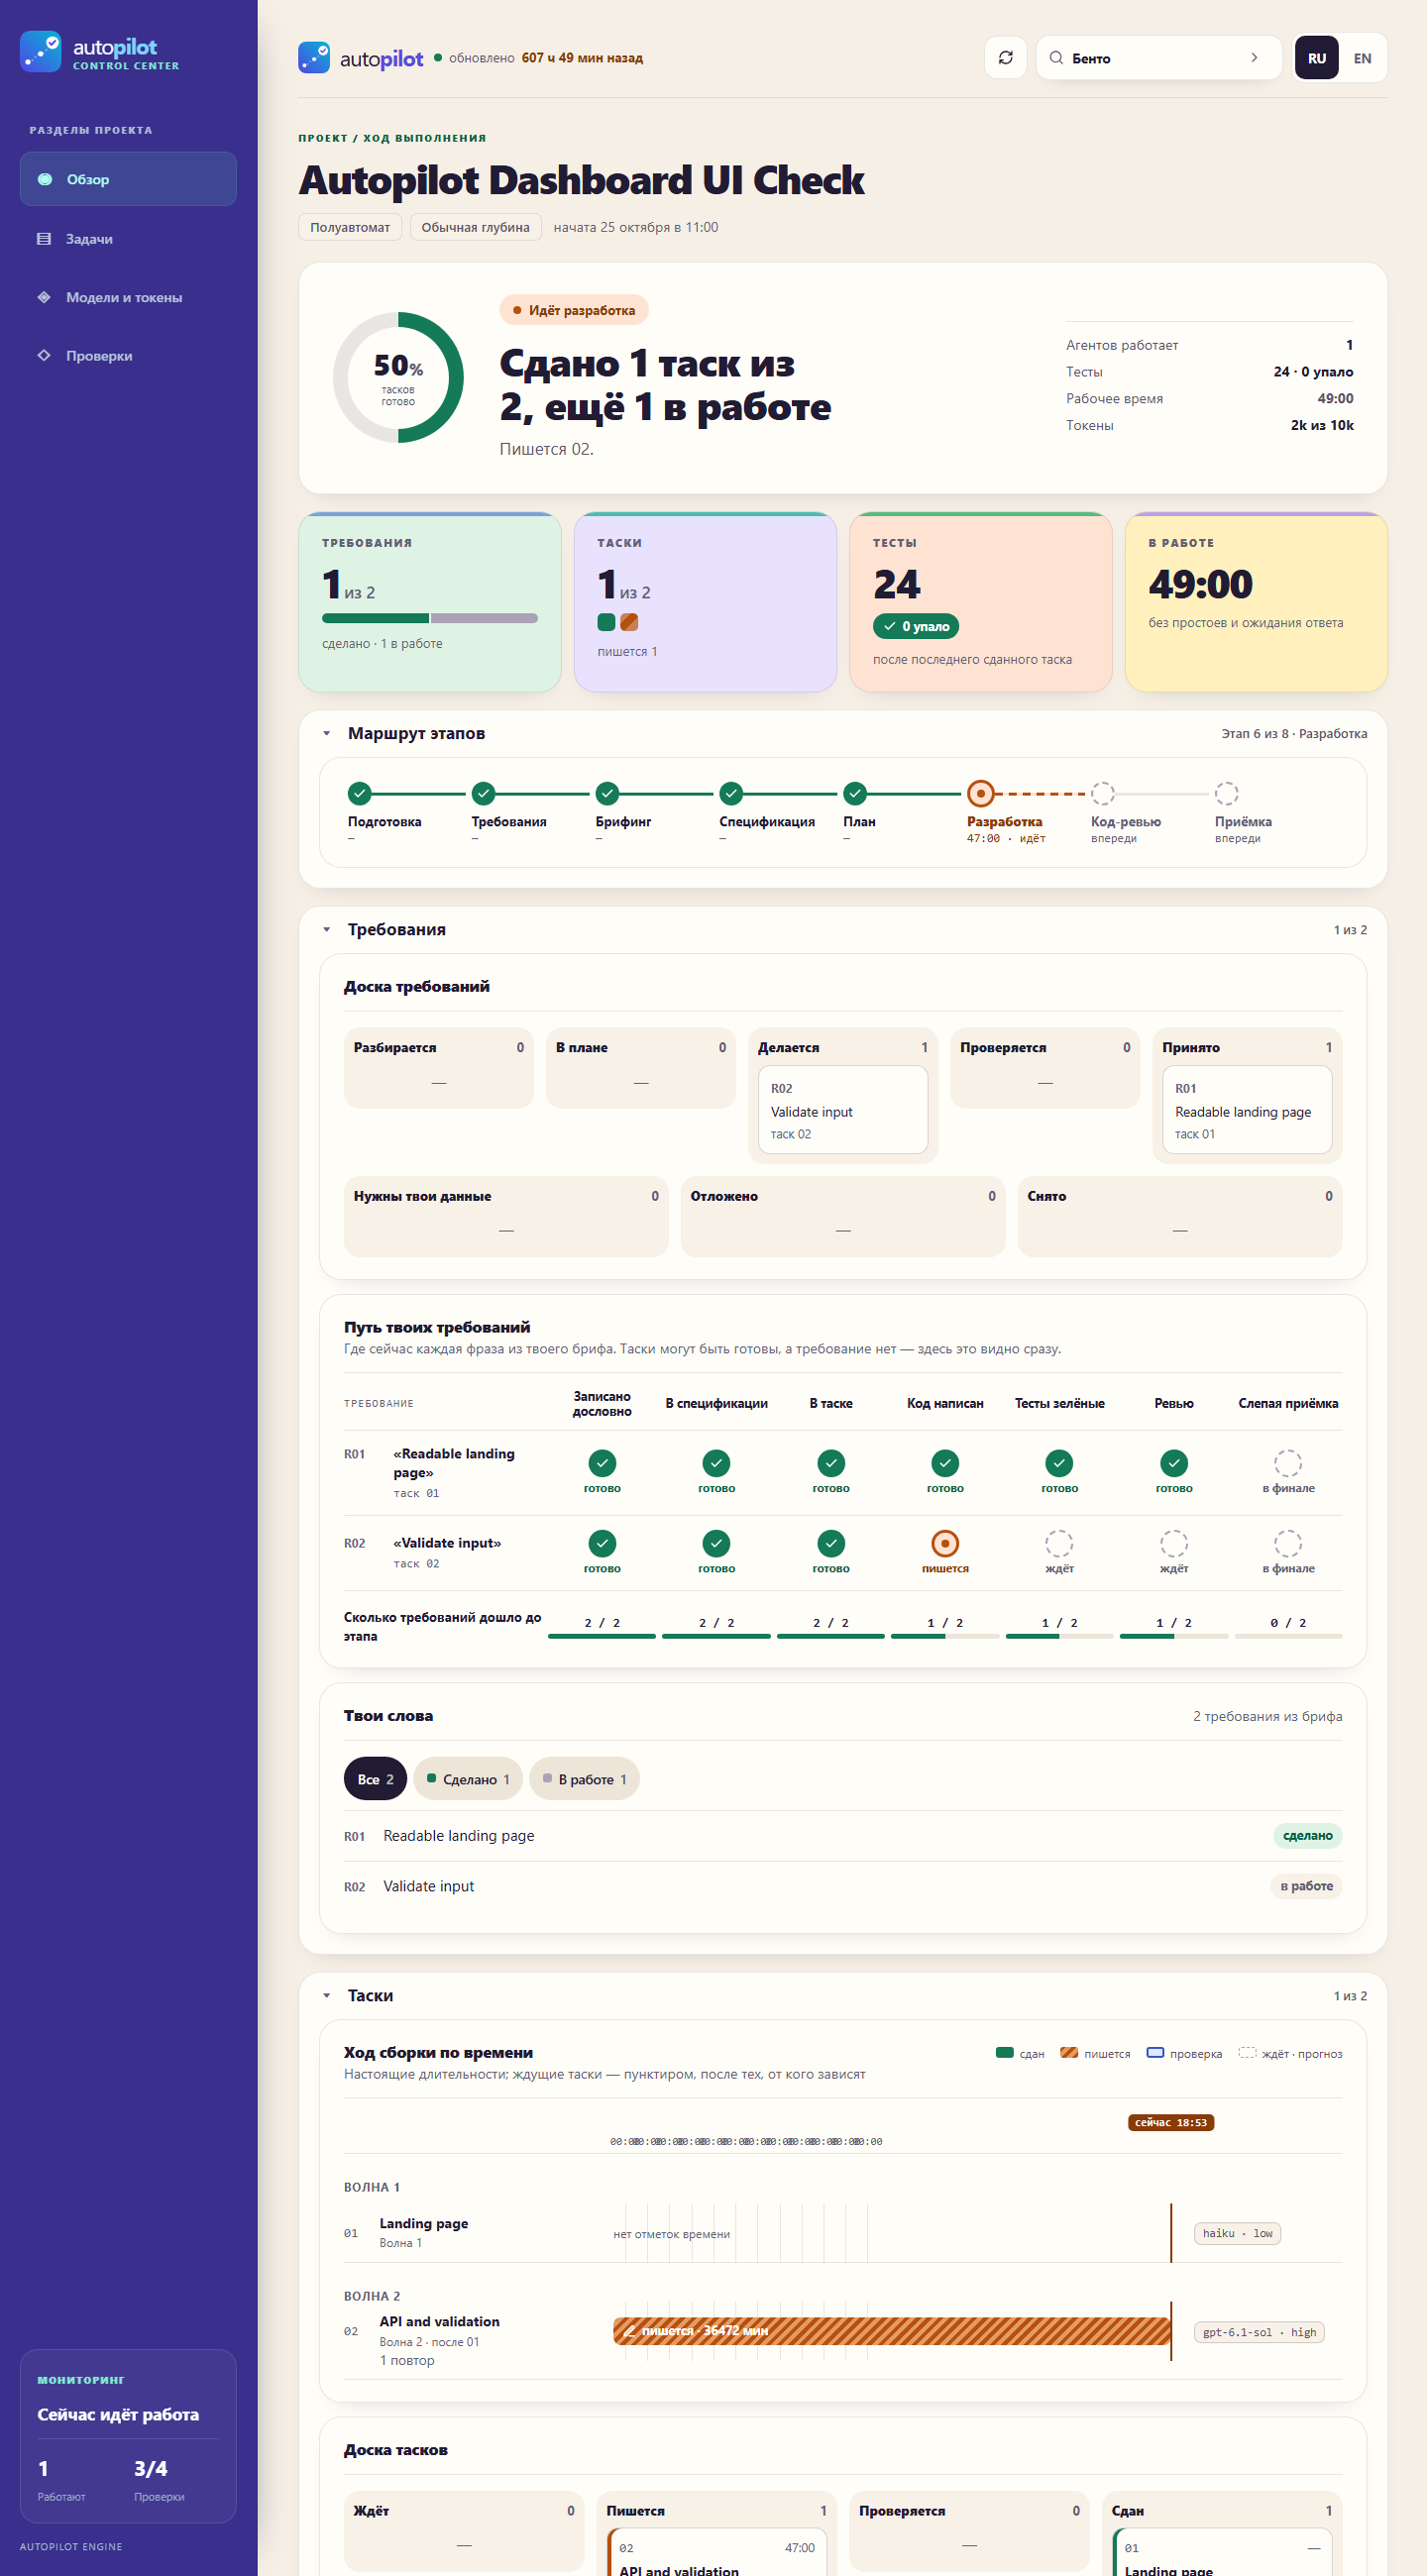 autopilot
CONTROL CENTER
РАЗДЕЛЫ ПРОЕКТА
Обзор
Задачи
Модели и токены
Проверки
МОНИТОРИНГ
Сейчас идёт работа
1
3/4
Работают
Проверки
AUTOPILOT ENGINE
autopilot
обновлено 607 ч 49 мин назад
Бенто
RU
EN
ПРОЕКТ / ХОД ВЫПОЛНЕНИЯ
Autopilot Dashboard UI Check
Полуавтомат
Обычная глубина
начата 25 октября в 11:00
50%
тасков
готово
Идёт разработка
Сдано 1 таск из
2, ещё 1 в работе
Пишется 02.
Агентов работает 1
Тесты 24 · 0 упало
Рабочее время 49:00
Токены 2k из 10k
ТРЕБОВАНИЯ
1 из 2
сделано · 1 в работе
ТАСКИ
1 из 2
пишется 1
ТЕСТЫ
24
0 упало
после последнего сданного таска
В РАБОТЕ
49:00
без простоев и ожидания ответа
Маршрут этапов
Этап 6 из 8 · Разработка
Подготовка
–
Требования
–
Брифинг
–
Спецификация
–
План
–
Разработка
47:00 · идёт
Код-ревью
впереди
Приёмка
впереди
Требования
1 из 2
Доска требований
Разбирается 0
—
В плане 0
—
Делается 1
R02
Validate input
таск 02
Проверяется 0
—
Принято 1
R01
Readable landing page
таск 01
Нужны твои данные 0
—
Отложено 0
—
Снято 0
—
Путь твоих требований
Где сейчас каждая фраза из твоего брифа. Таски могут быть готовы, а требование нет — здесь это видно сразу.
ТРЕБОВАНИЕ
Записано
дословно
В спецификации
В таске
Код написан
Тесты зелёные
Ревью
Слепая приёмка
R01
«Readable landing
page»
таск 01
готово
готово
готово
готово
готово
готово
в финале
R02
«Validate input»
таск 02
готово
готово
готово
пишется
ждёт
ждёт
в финале
Сколько требований дошло до
этапа
2 / 2
2 / 2
2 / 2
1 / 2
1 / 2
1 / 2
0 / 2
Твои слова
2 требования из брифа
Все 2
Сделано 1
В работе 1
R01 Readable landing page
сделано
R02 Validate input
в работе
Таски
1 из 2
Ход сборки по времени
Настоящие длительности; ждущие таски — пунктиром, после тех, от кого зависят
сдан
пишется
проверка
ждёт · прогноз
сейчас 18:53
ВОЛНА 1
01
Landing page
Волна 1
нет отметок времени
haiku · low
ВОЛНА 2
02
API and validation
Волна 2 · после 01
1 повтор
пишется · 36472 мин
gpt-6.1-sol · high
Доска тасков
Ждёт 0
—
Пишется 1
02 47:00
API and validation
Проверяется 0
—
Сдан 1
01 —
Landing page